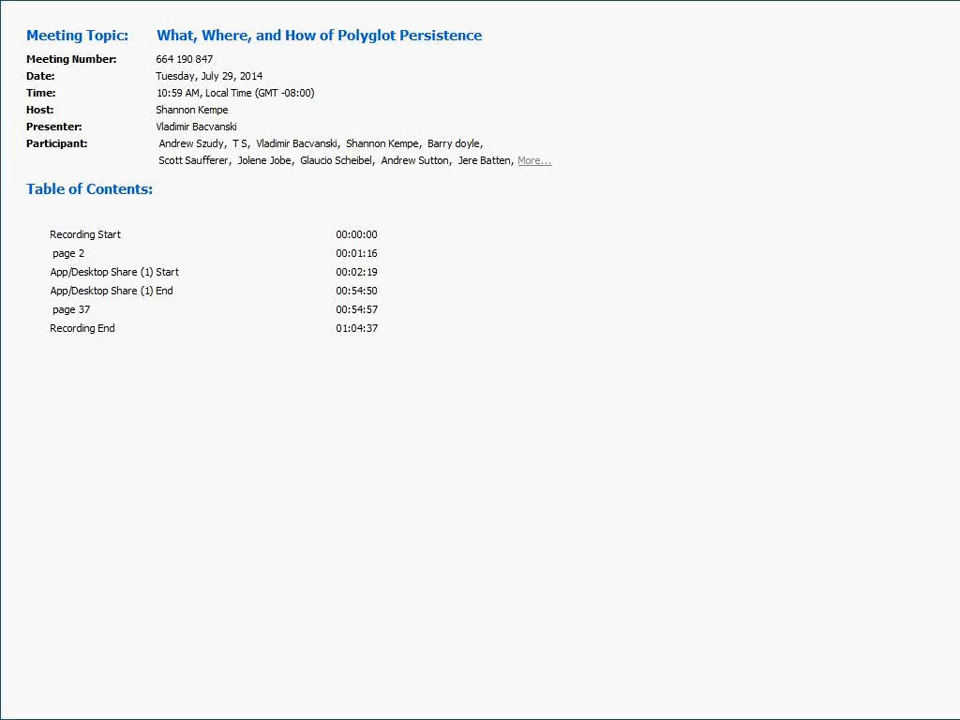 Meeting Topic: What, Where, and How of Polyglot Persistence
Meeting Number: 664 190 847
Date: Tuesday, July 29, 2014
Time: 10:59 AM, Local Time (GMT -08:00)
Host: Shannon Kempe
Presenter: Vladimir Bacvanski
Participant: Andrew Szudy, T S, Vladimir Bacvanski, Shannon Kempe, Barry doyle,
Scott Saufferer, Jolene Jobe, Glaucio Scheibel, Andrew Sutton, Jere Batten, More...
Table of Contents:
Recording Start 00:00:00
page 2 00:01:16
App/Desktop Share (1) Start 00:02:19
App/Desktop Share (1) End 00:54:50
page 37 00:54:57
Recording End 01:04:37